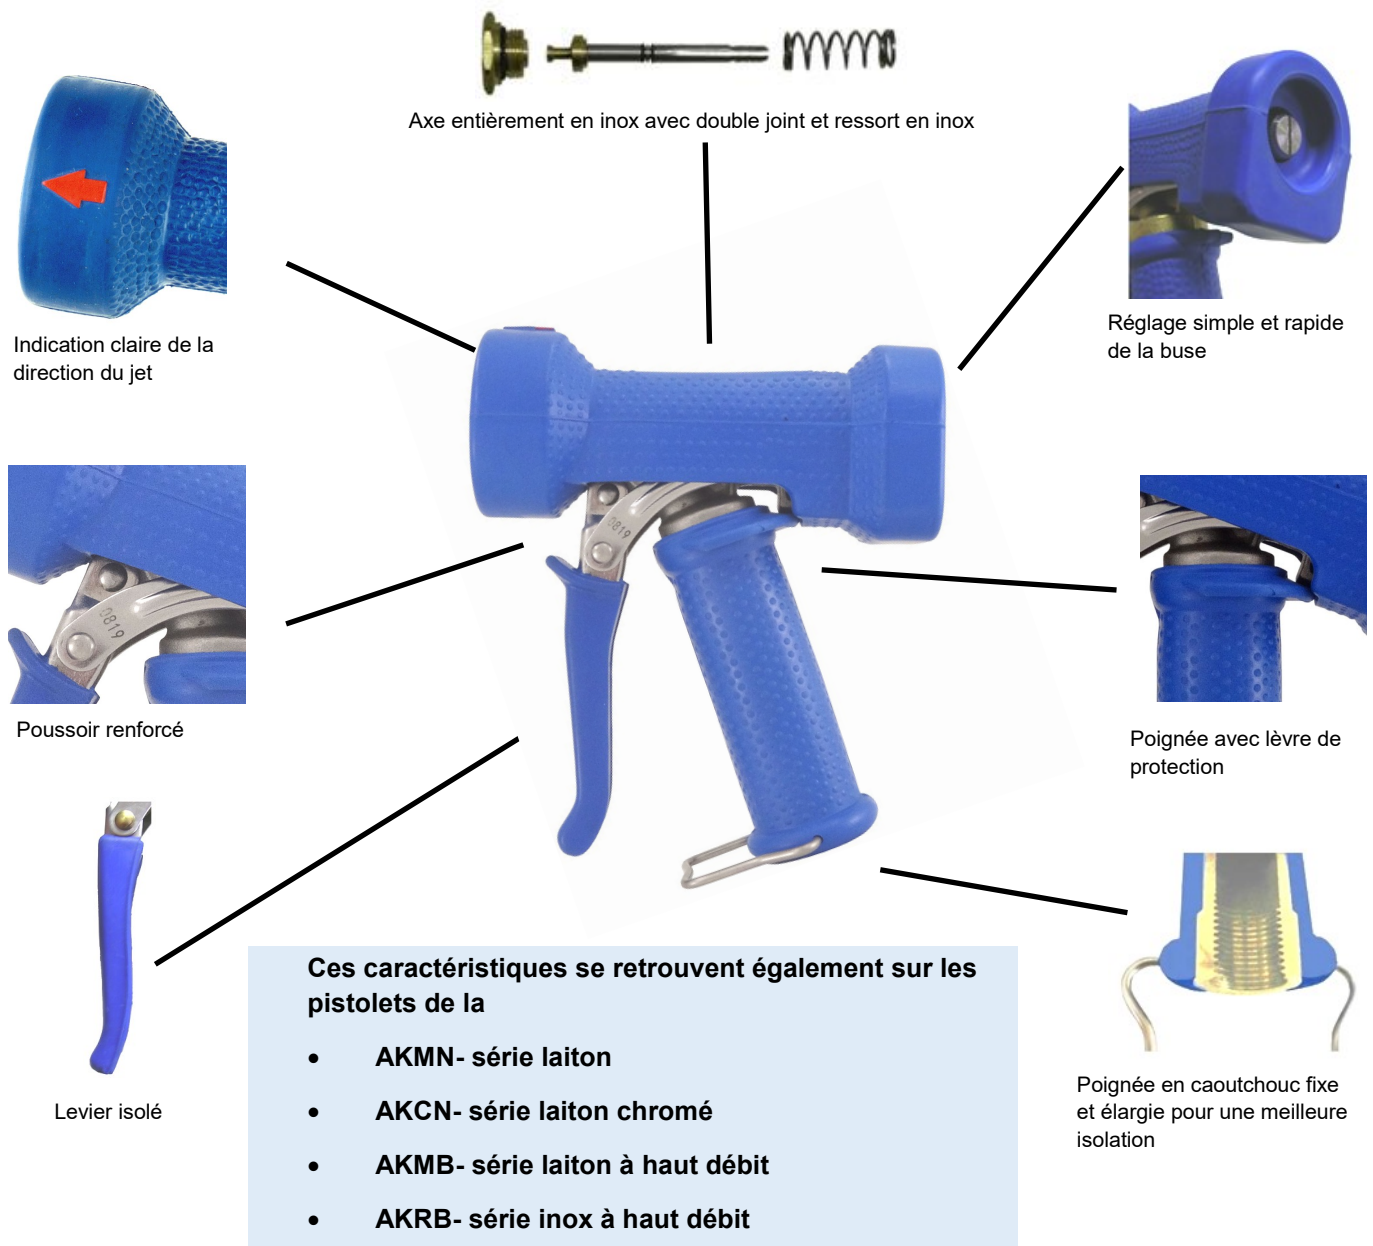 Axe entièrement en inox avec double joint et ressort en inox
Indication claire de la
direction du jet
Réglage simple et rapide
de la buse
0819
0819
Poussoir renforcé
Poignée avec lèvre de
protection
Levier isolé
Poignée en caoutchouc fixe
et élargie pour une meilleure
isolation
Ces caractéristiques se retrouvent également sur les
pistolets de la
• AKMN- série laiton
• AKCN- série laiton chromé
• AKMB- série laiton à haut débit
• AKRB- série inox à haut débit